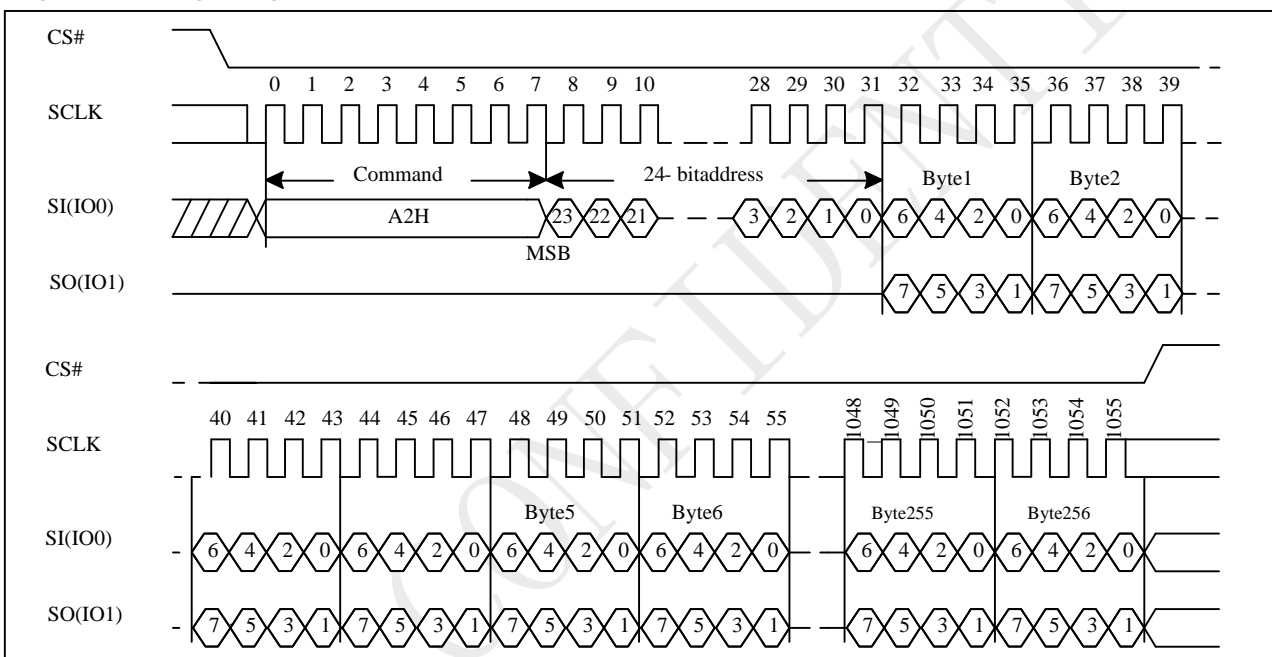 CS#
0 1 2 3 4 5 6 7 8 9 10 28 29 30 31 32 33 34 35 36 37 38 39
SCLK
Command 24- bitaddress Byte1 Byte2
SI(IO0) A2H 23 22 21 3 2 1 0 6 4 2 0 6 4 2 0
MSB
SO(IO1) 7 5 3 1 7 5 3 1
CS#
40 41 42 43 44 45 46 47 48 49 50 51 52 53 54 55 1048 1049 1050 1051 1052 1053 1054 1055
SCLK
Byte5 Byte6 Byte255 Byte256
SI(IO0) 6 4 2 0 6 4 2 0 6 4 2 0 6 4 2 0 6 4 2 0 6 4 2 0
SO(IO1) 7 5 3 1 7 5 3 1 7 5 3 1 7 5 3 1 7 5 3 1 7 5 3 1
CONFIDENT